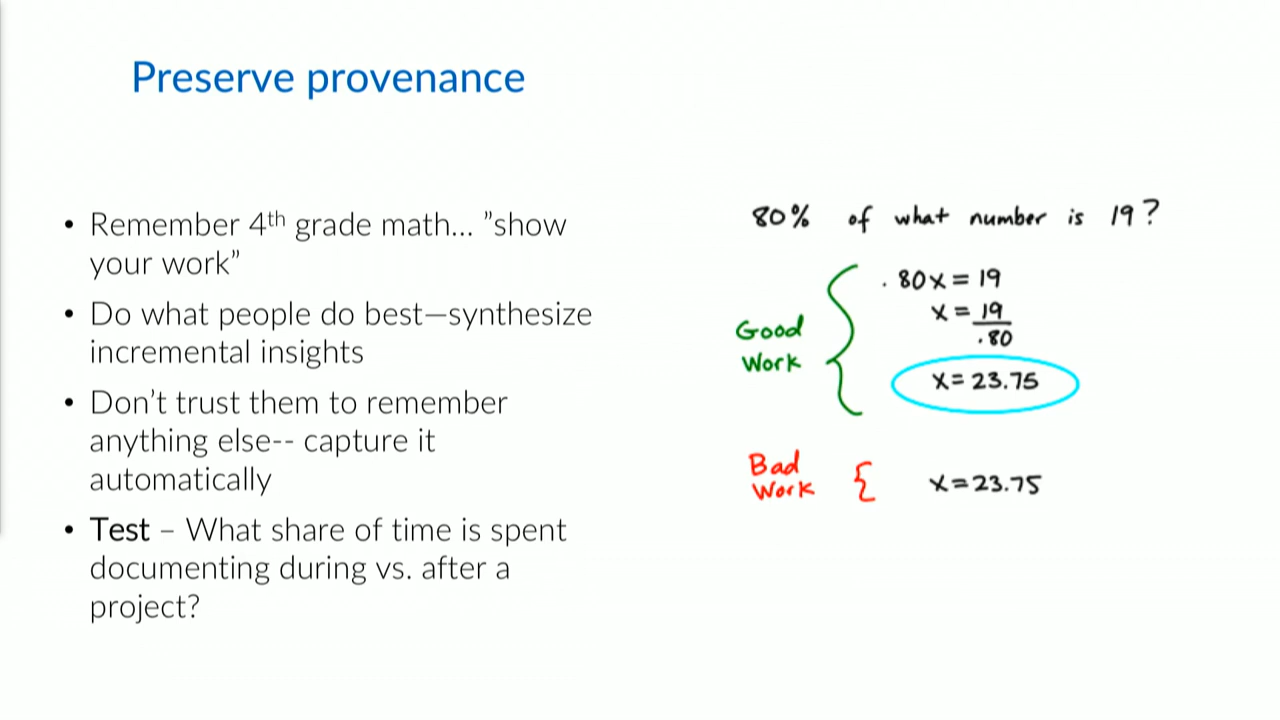 Preserve provenance
• Remember 4th grade math... ”show
your work”
• Do what people do best—synthesize
incremental insights
• Don’t trust them to remember
anything else-- capture it
automatically
• Test – What share of time is spent
documenting during vs. after a
project?
80% of what number is 19?
Good
Work
.80x = 19
x = 19
.80
x = 23.75
Bad
Work
x = 23.75